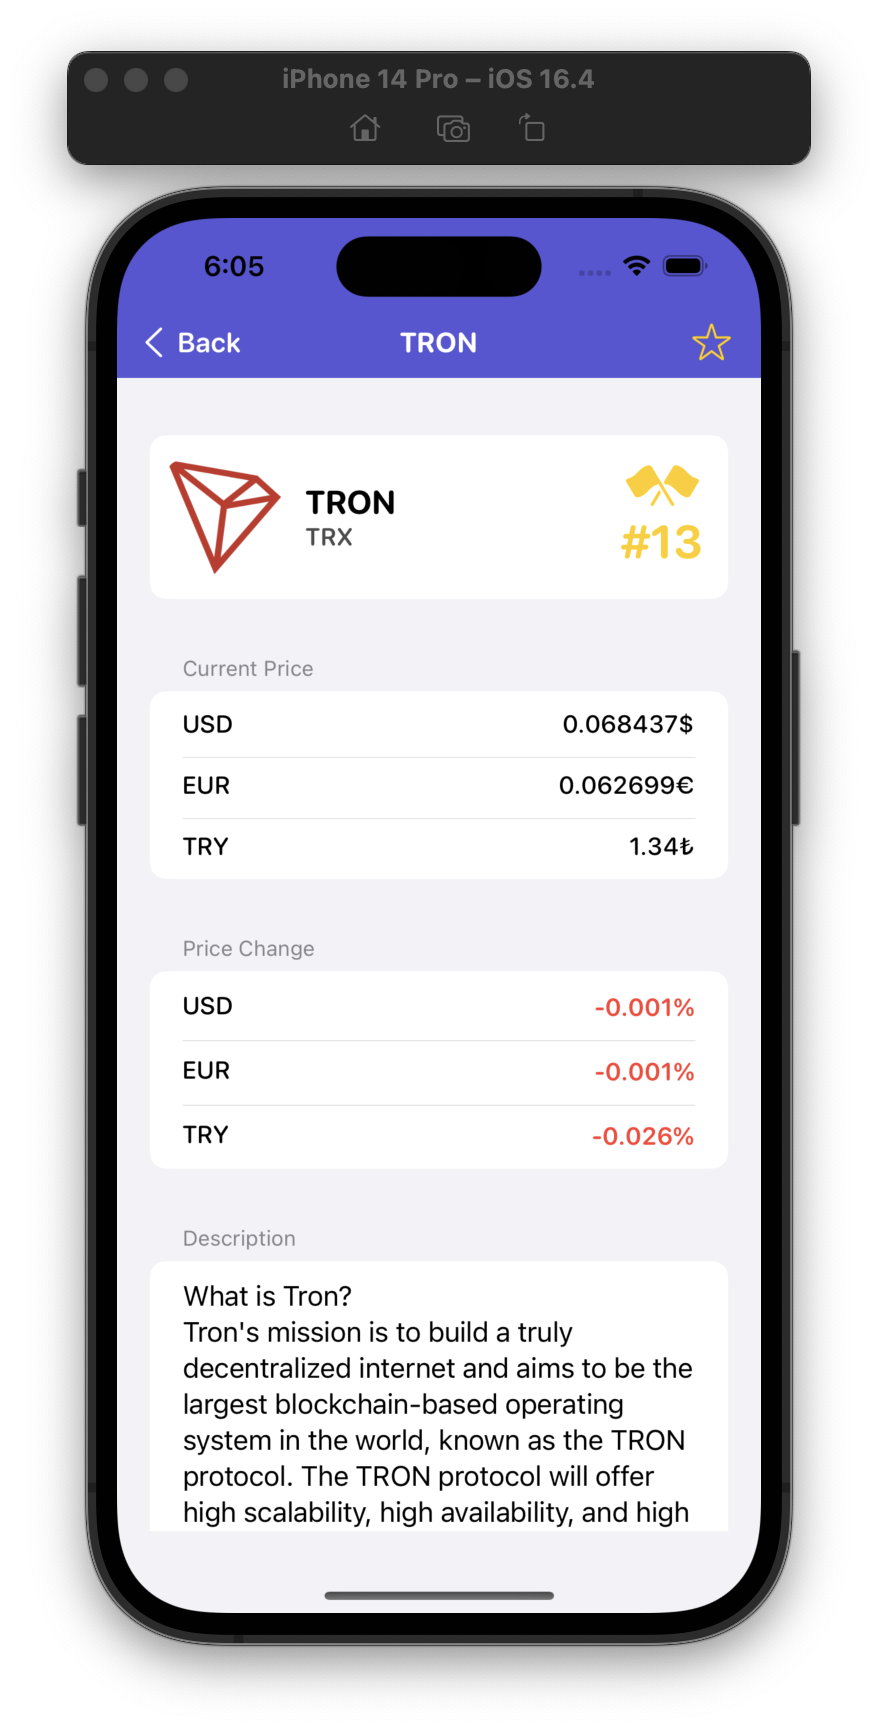 iPhone 14 Pro – iOS 16.4
6:05
Back
TRON
TRON
TRX
#13
Current Price
USD 0.068437$
EUR 0.062699€
TRY 1.34₺
Price Change
USD -0.001%
EUR -0.001%
TRY -0.026%
Description
What is Tron?
Tron's mission is to build a truly
decentralized internet and aims to be the
largest blockchain-based operating
system in the world, known as the TRON
protocol. The TRON protocol will offer
high scalability, high availability, and high